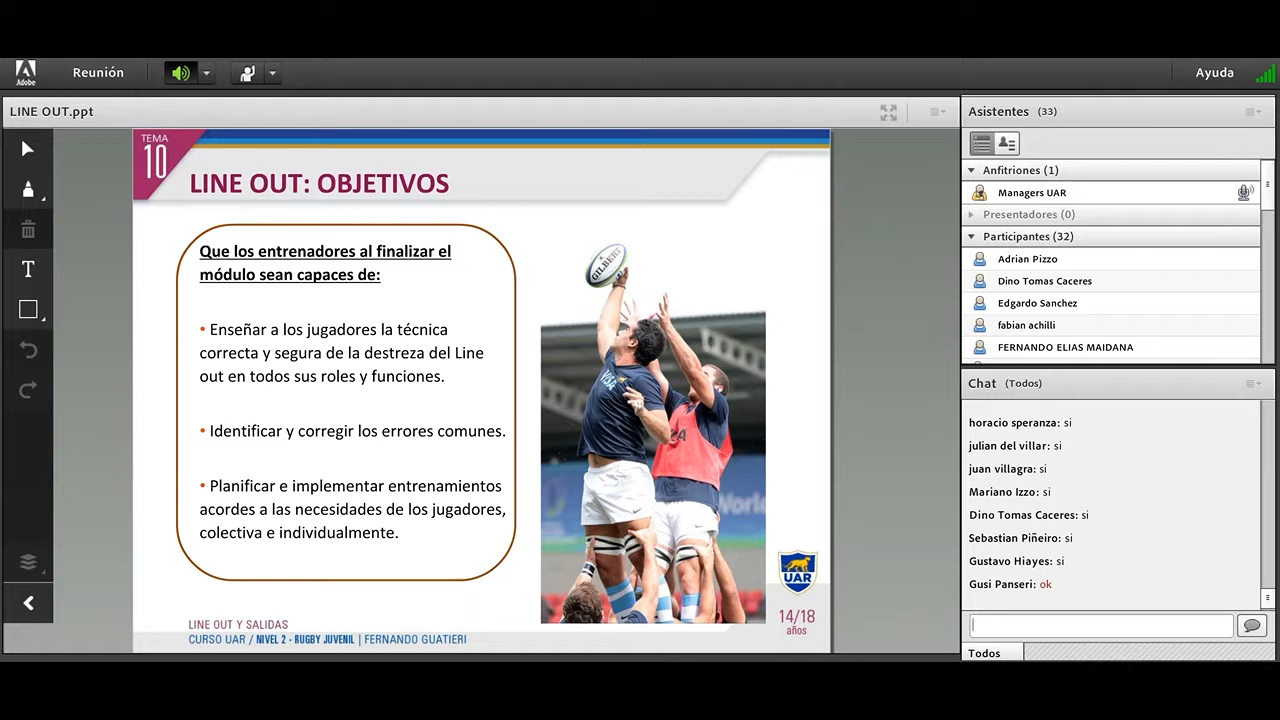 Adobe
Reunión
Ayuda
LINE OUT.ppt
TEMA
10
LINE OUT: OBJETIVOS
Que los entrenadores al finalizar el
módulo sean capaces de:
• Enseñar a los jugadores la técnica
correcta y segura de la destreza del Line
out en todos sus roles y funciones.
• Identificar y corregir los errores comunes.
• Planificar e implementar entrenamientos
acordes a las necesidades de los jugadores,
colectiva e individualmente.
GILBERT
VISA
World
UAR
14/18
años
LINE OUT Y SALIDAS
CURSO UAR / NIVEL 2 - RUGBY JUVENIL | FERNANDO GUATIERI
T
Asistentes (33)
Anfitriones (1)
Managers UAR
Presentadores (0)
Participantes (32)
Adrian Pizzo
Dino Tomas Caceres
Edgardo Sanchez
fabian achilli
FERNANDO ELIAS MAIDANA
Chat (Todos)
horacio speranza: si
julian del villar: si
juan villagra: si
Mariano Izzo: si
Dino Tomas Caceres: si
Sebastian Piñeiro: si
Gustavo Hiayes: si
Gusi Panseri: ok
Todos